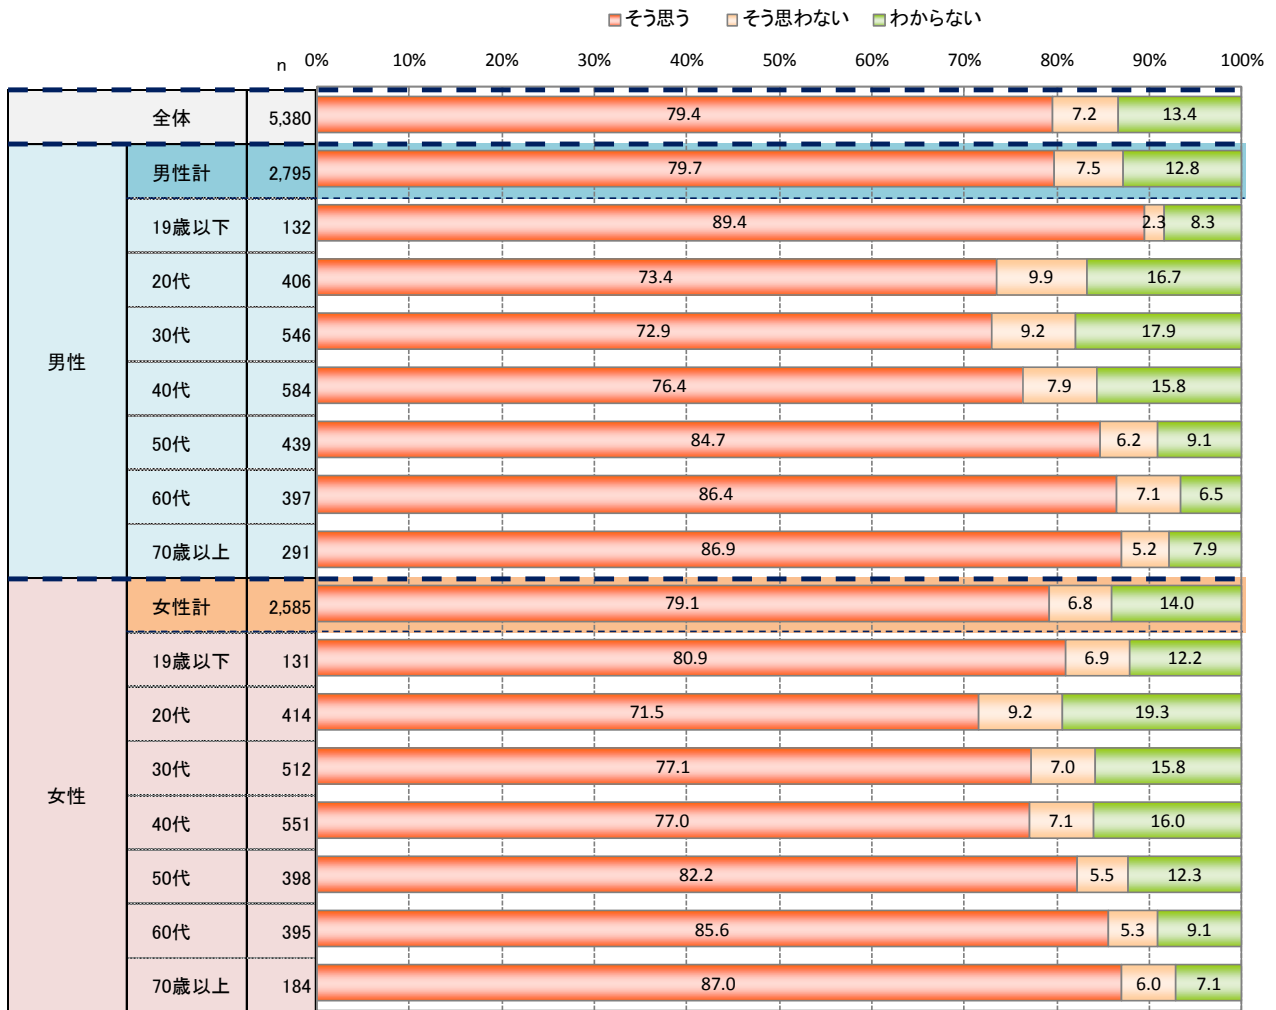 そう思う そう思わない わからない
n 0% 10% 20% 30% 40% 50% 60% 70% 80% 90% 100%
全体 5,380 79.4 7.2 13.4
男性計 2,795 79.7 7.5 12.8
19歳以下 132 89.4 2.3 8.3
20代 406 73.4 9.9 16.7
30代 546 72.9 9.2 17.9
男性
40代 584 76.4 7.9 15.8
50代 439 84.7 6.2 9.1
60代 397 86.4 7.1 6.5
70歳以上 291 86.9 5.2 7.9
女性計 2,585 79.1 6.8 14.0
19歳以下 131 80.9 6.9 12.2
20代 414 71.5 9.2 19.3
30代 512 77.1 7.0 15.8
女性
40代 551 77.0 7.1 16.0
50代 398 82.2 5.5 12.3
60代 395 85.6 5.3 9.1
70歳以上 184 87.0 6.0 7.1